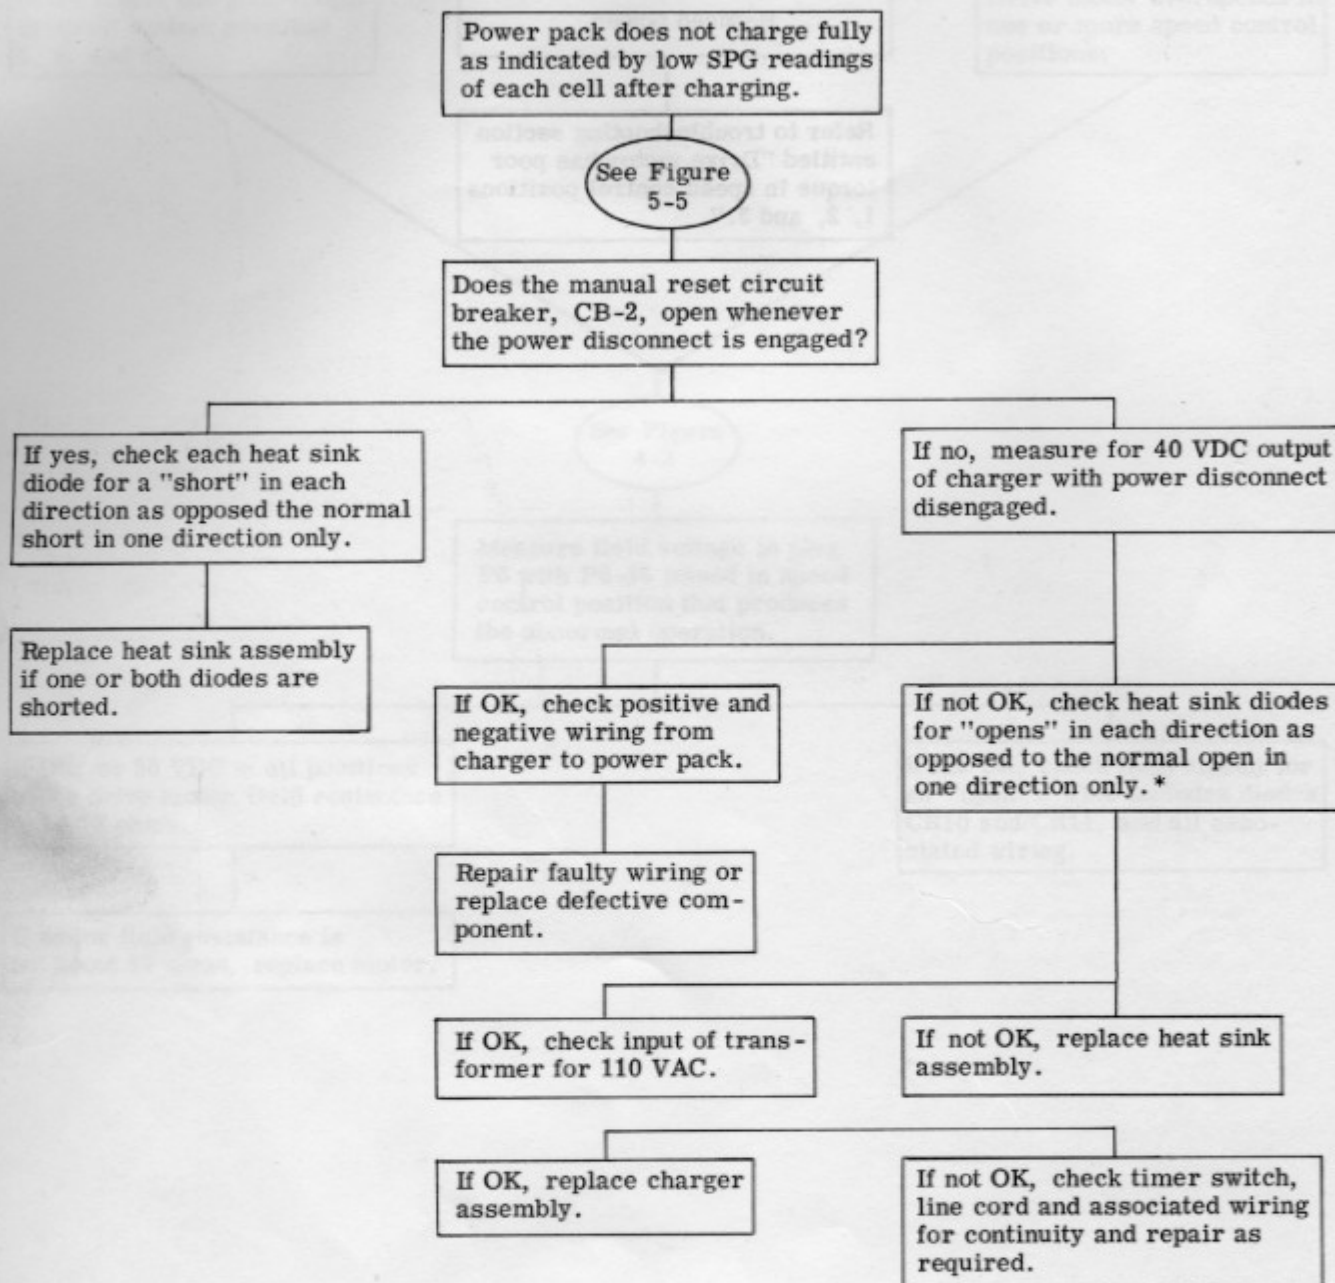 Power pack does not charge fully
as indicated by low SPG readings
of each cell after charging.
See Figure
5-5
Does the manual reset circuit
breaker, CB-2, open whenever
the power disconnect is engaged?
If yes, check each heat sink
diode for a "short" in each
direction as opposed the normal
short in one direction only.
If no, measure for 40 VDC output
of charger with power disconnect
disengaged.
Replace heat sink assembly
if one or both diodes are
shorted.
If OK, check positive and
negative wiring from
charger to power pack.
If not OK, check heat sink diodes
for "opens" in each direction as
opposed to the normal open in
one direction only. *
Repair faulty wiring or
replace defective com-
ponent.
If OK, check input of trans-
former for 110 VAC.
If not OK, replace heat sink
assembly.
If OK, replace charger
assembly.
If not OK, check timer switch,
line cord and associated wiring
for continuity and repair as
required.